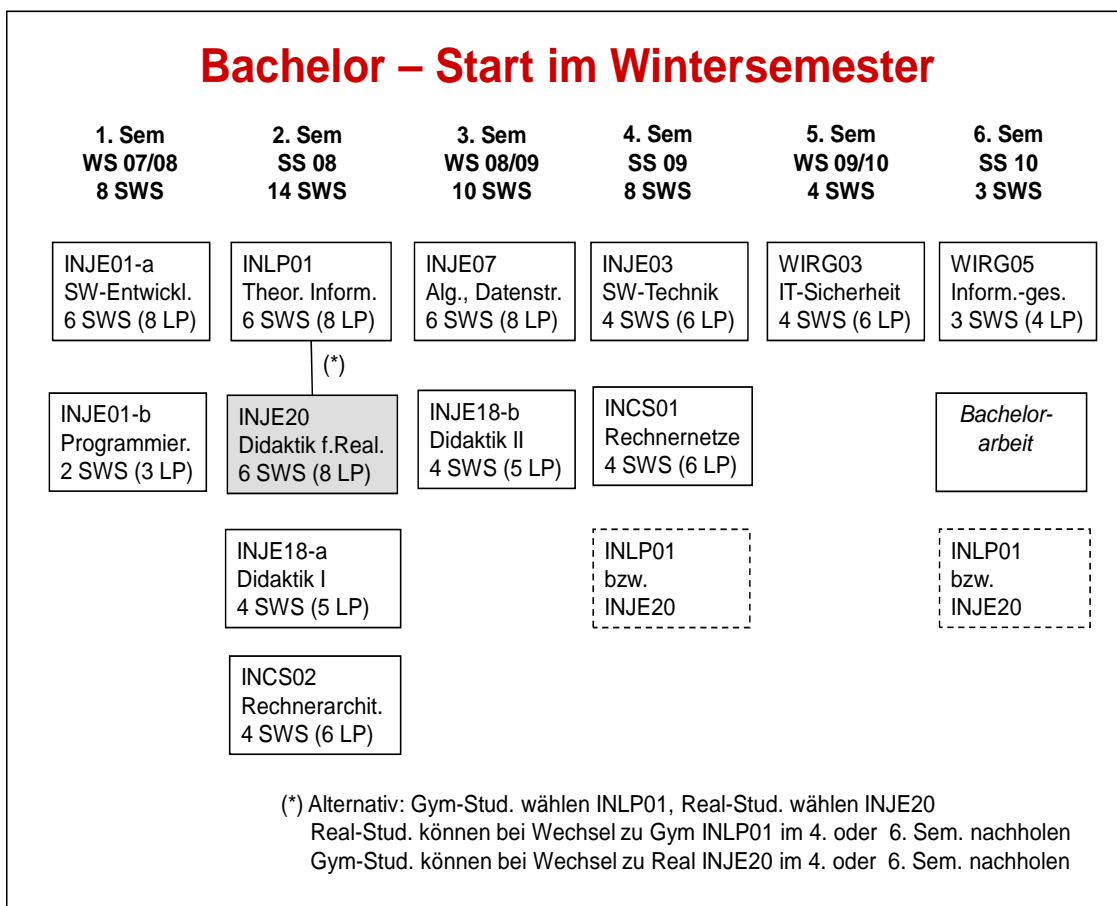 Bachelor – Start im Wintersemester
1. Sem
WS 07/08
8 SWS
2. Sem
SS 08
14 SWS
3. Sem
WS 08/09
10 SWS
4. Sem
SS 09
8 SWS
5. Sem
WS 09/10
4 SWS
6. Sem
SS 10
3 SWS
INJE01-a
SW-Entwickl.
6 SWS (8 LP)
INLP01
Theor. Inform.
6 SWS (8 LP)
INJE07
Alg., Datenstr.
6 SWS (8 LP)
INJE03
SW-Technik
4 SWS (6 LP)
WIRG03
IT-Sicherheit
4 SWS (6 LP)
WIRG05
Inform.-ges.
3 SWS (4 LP)
(*)
INJE01-b
Programmier.
2 SWS (3 LP)
INJE20
Didaktik f.Real.
6 SWS (8 LP)
INJE18-b
Didaktik II
4 SWS (5 LP)
INCS01
Rechnernetze
4 SWS (6 LP)
Bachelor-
arbeit
INJE18-a
Didaktik I
4 SWS (5 LP)
INLP01
bzw.
INJE20
INLP01
bzw.
INJE20
INCS02
Rechnerarchit.
4 SWS (6 LP)
(*) Alternativ: Gym-Stud. wählen INLP01, Real-Stud. wählen INJE20
Real-Stud. können bei Wechsel zu Gym INLP01 im 4. oder 6. Sem. nachholen
Gym-Stud. können bei Wechsel zu Real INJE20 im 4. oder 6. Sem. nachholen